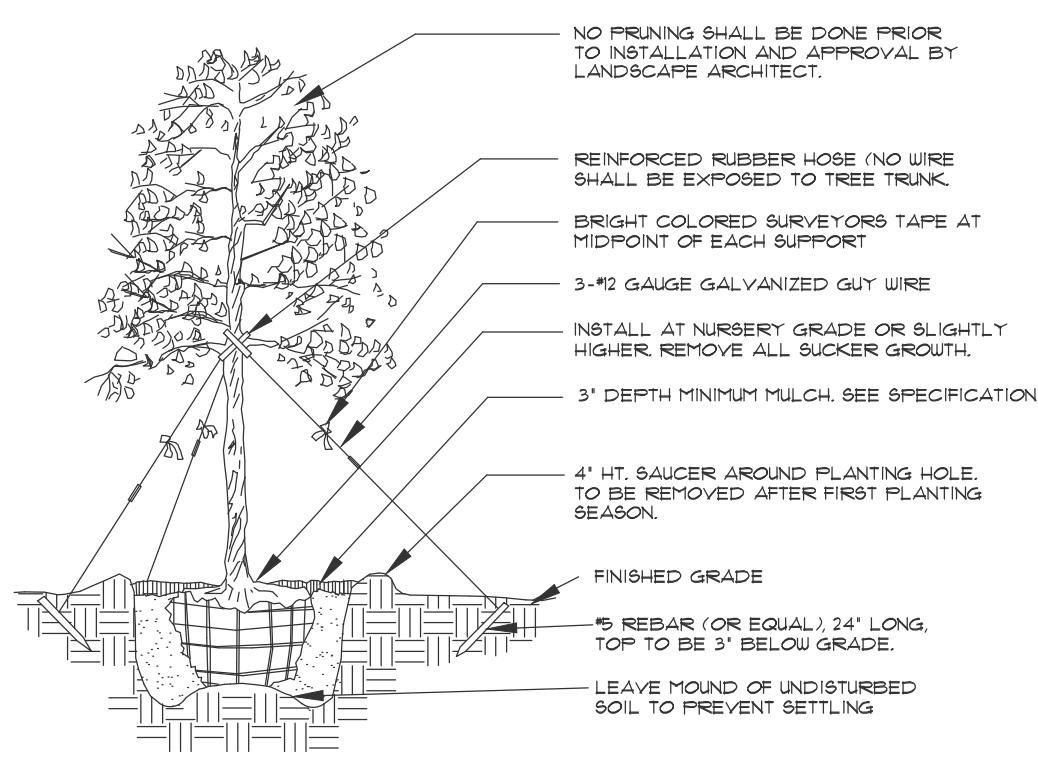 NO PRUNING SHALL BE DONE PRIOR
TO INSTALLATION AND APPROVAL BY
LANDSCAPE ARCHITECT.
REINFORCED RUBBER HOSE (NO WIRE
SHALL BE EXPOSED TO TREE TRUNK.
BRIGHT COLORED SURVEYORS TAPE AT
MIDPOINT OF EACH SUPPORT
3-#12 GAUGE GALVANIZED GUY WIRE
INSTALL AT NURSERY GRADE OR SLIGHTLY
HIGHER. REMOVE ALL SUCKER GROWTH.
3" DEPTH MINIMUM MULCH. SEE SPECIFICATION
4" HT. SAUCER AROUND PLANTING HOLE.
TO BE REMOVED AFTER FIRST PLANTING
SEASON.
FINISHED GRADE
#5 REBAR (OR EQUAL), 24" LONG,
TOP TO BE 3" BELOW GRADE.
LEAVE MOUND OF UNDISTURBED
SOIL TO PREVENT SETTLING